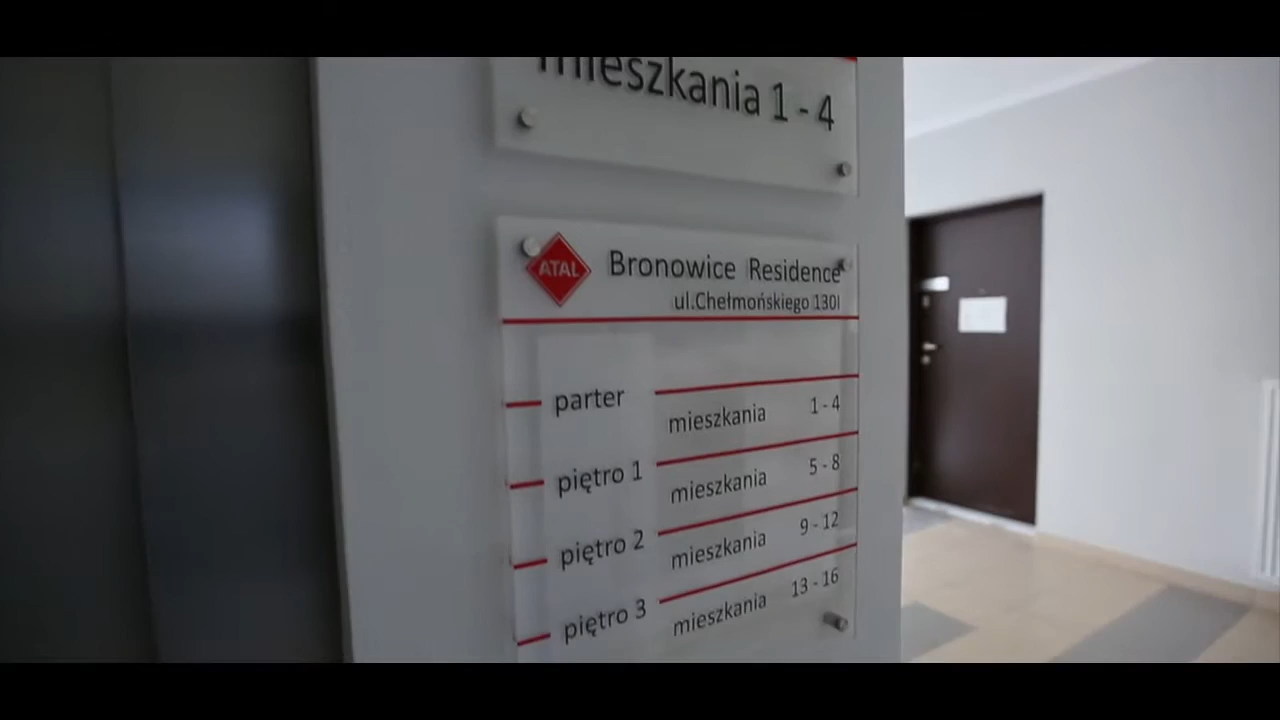 mieszkania 1 - 4
ATAL
Bronowice Residence
ul.Chełmońskiego 130I
parter
mieszkania 1 - 4
piętro 1
mieszkania 5 - 8
piętro 2
mieszkania 9 - 12
piętro 3
mieszkania 13 - 16